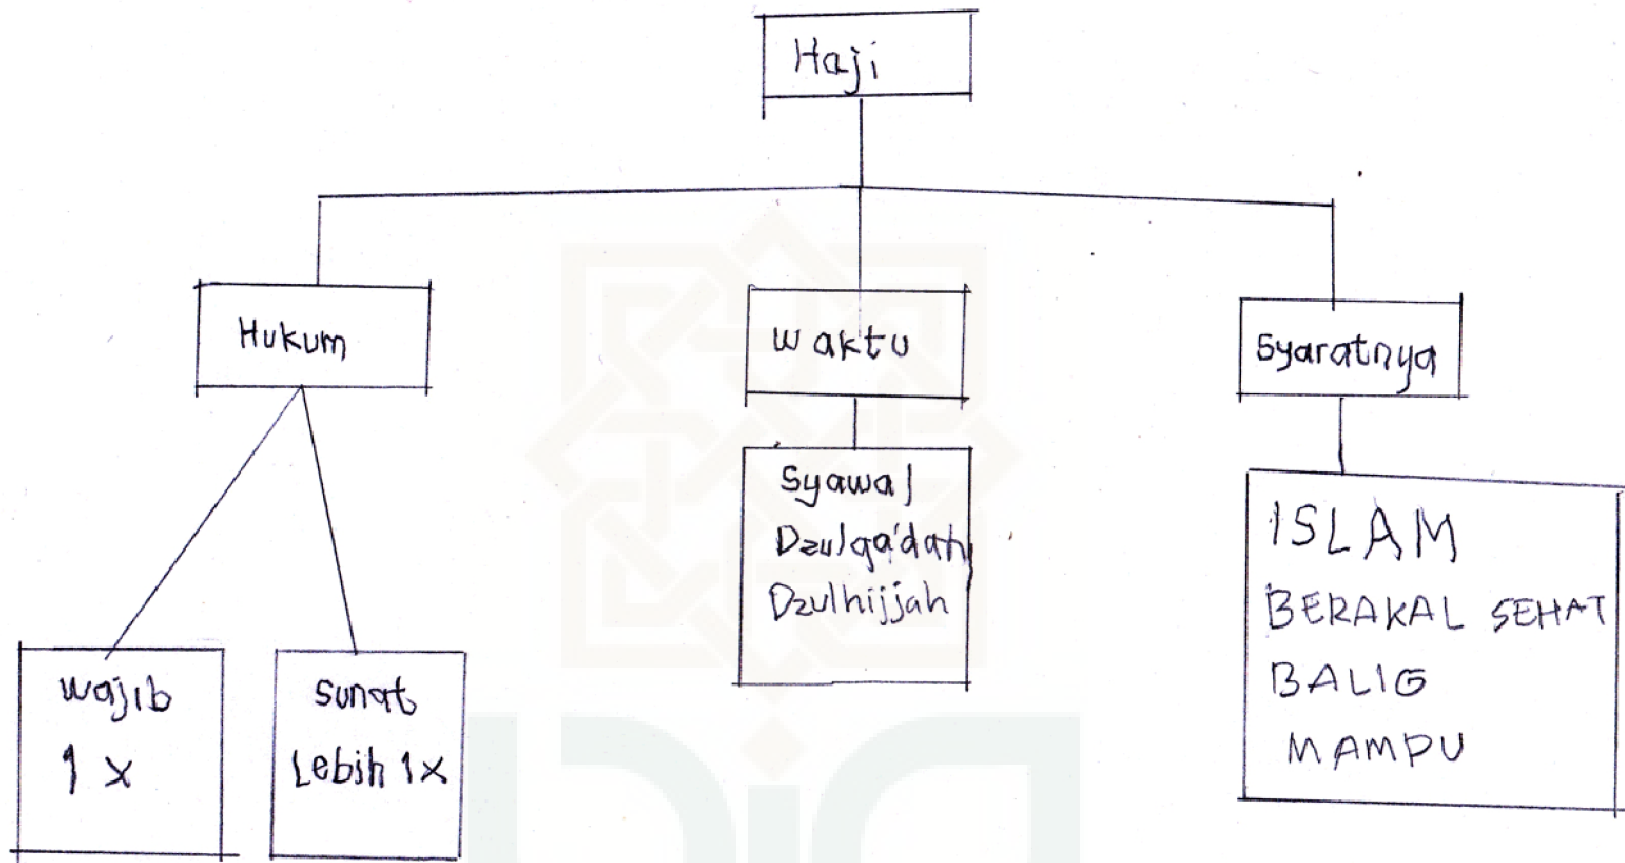 Haji
Hukum
Waktu
Syaratnya
Syawal
Dzulqa'dah
Dzulhijjah
ISLAM
BERAKAL SEHAT
BALIG
MAMPU
Wajib
1 x
Sunat
Lebih 1x